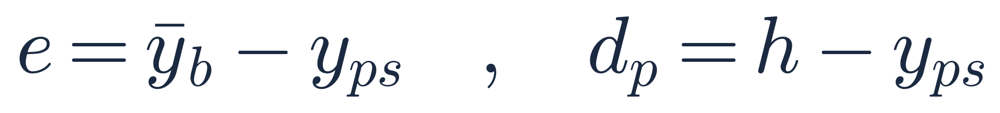 e = ȳ_b − y_ps , d_p = h − y_ps